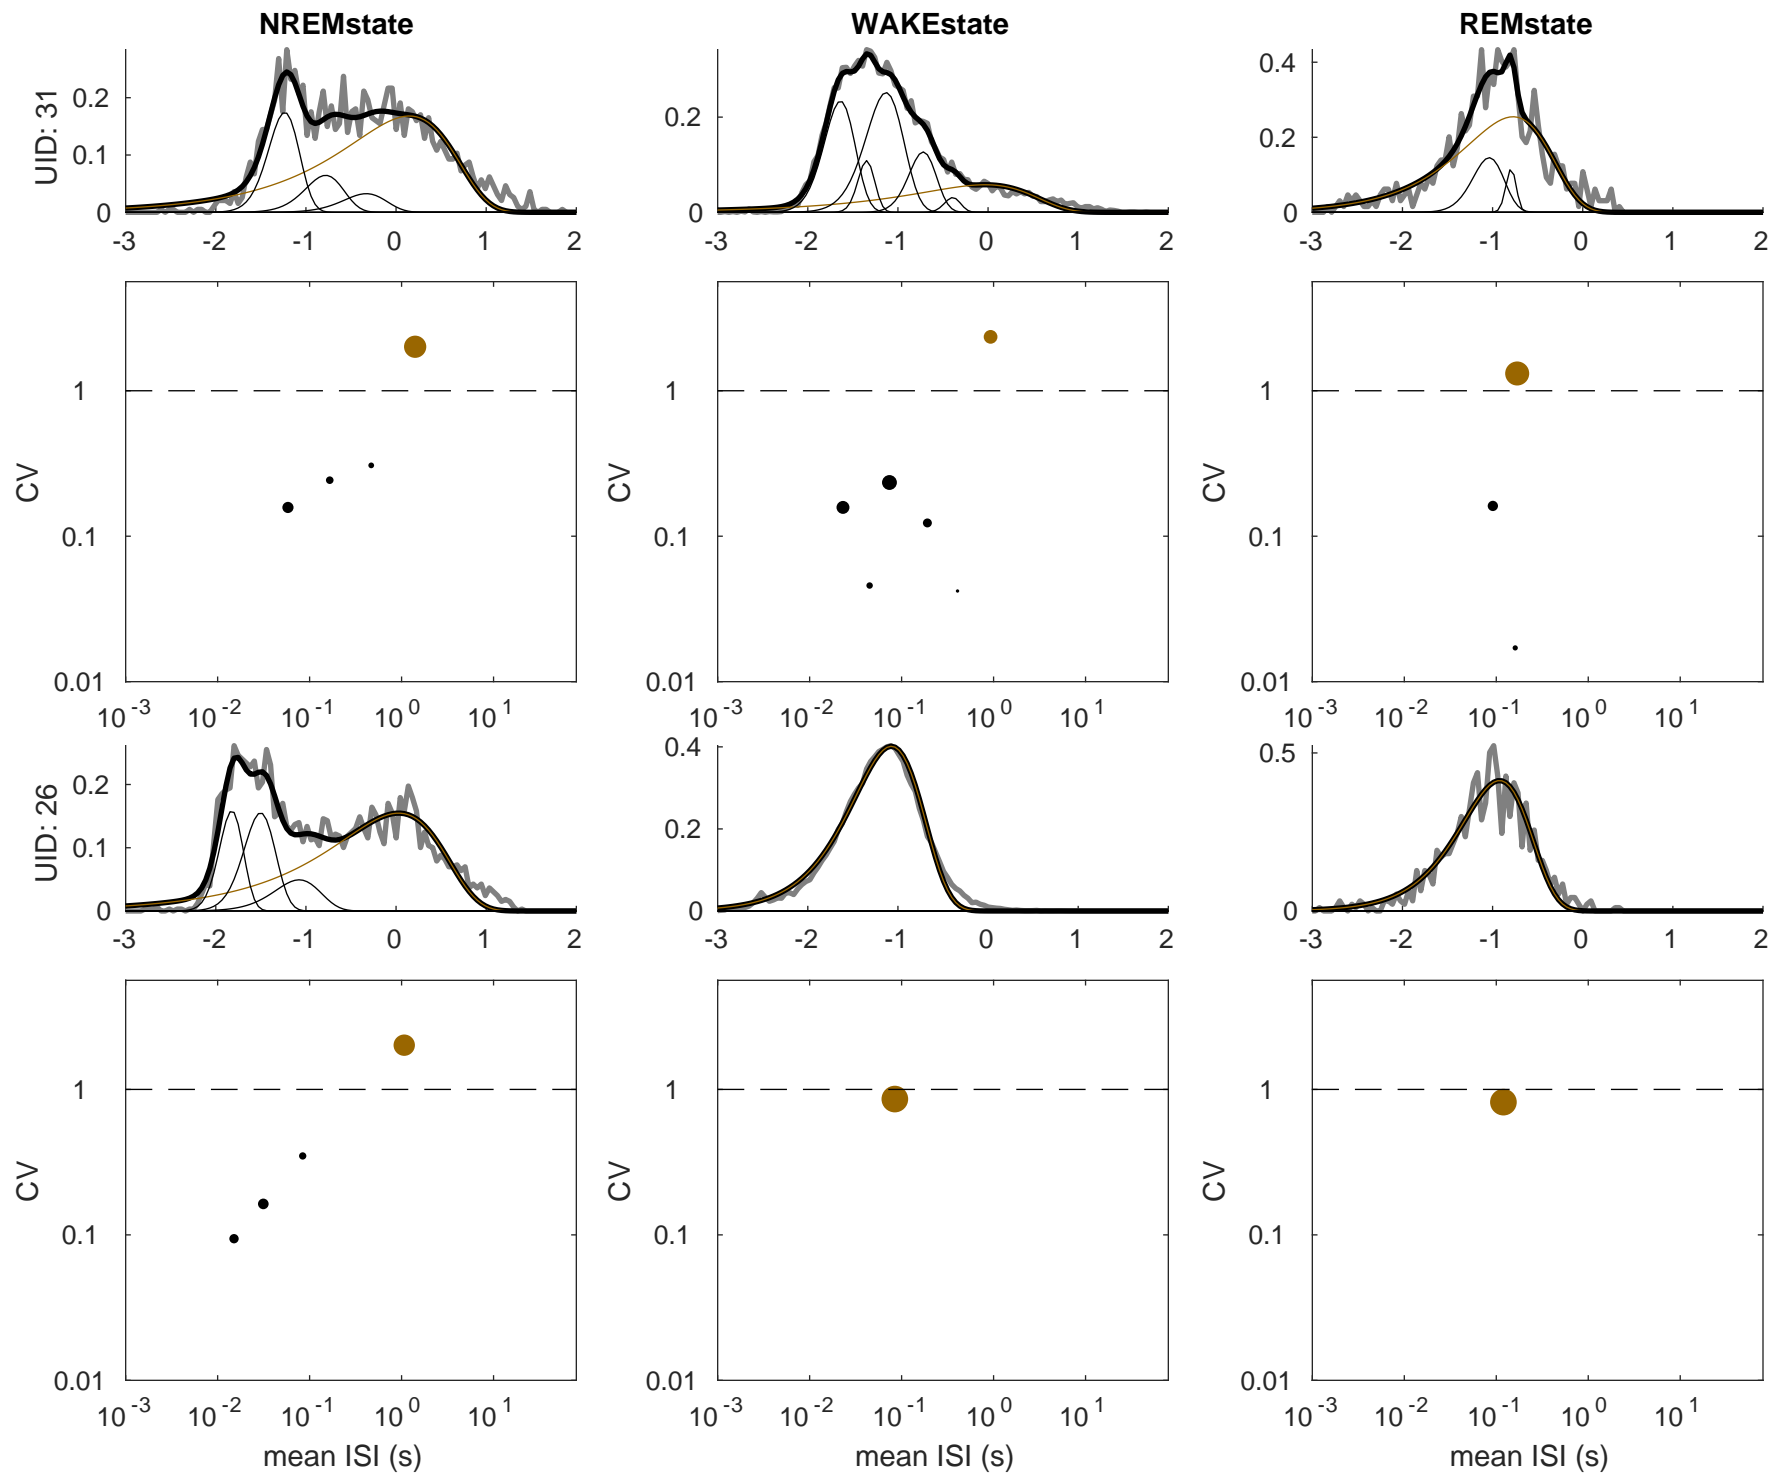 NREMstate WAKEstate REMstate
UID: 31
0.2 0.1 0
-3 -2 -1 0 1 2
0.2 0
-3 -2 -1 0 1 2
0.4 0.2 0
-3 -2 -1 0 1 2
CV
1 0.1 0.01
10^-3 10^-2 10^-1 10^0 10^1
CV
1 0.1 0.01
10^-3 10^-2 10^-1 10^0 10^1
CV
1 0.1 0.01
10^-3 10^-2 10^-1 10^0 10^1
UID: 26
0.2 0.1 0
-3 -2 -1 0 1 2
0.4 0.2 0
-3 -2 -1 0 1 2
0.5 0
-3 -2 -1 0 1 2
CV
1 0.1 0.01
10^-3 10^-2 10^-1 10^0 10^1
mean ISI (s)
CV
1 0.1 0.01
10^-3 10^-2 10^-1 10^0 10^1
mean ISI (s)
CV
1 0.1 0.01
10^-3 10^-2 10^-1 10^0 10^1
mean ISI (s)